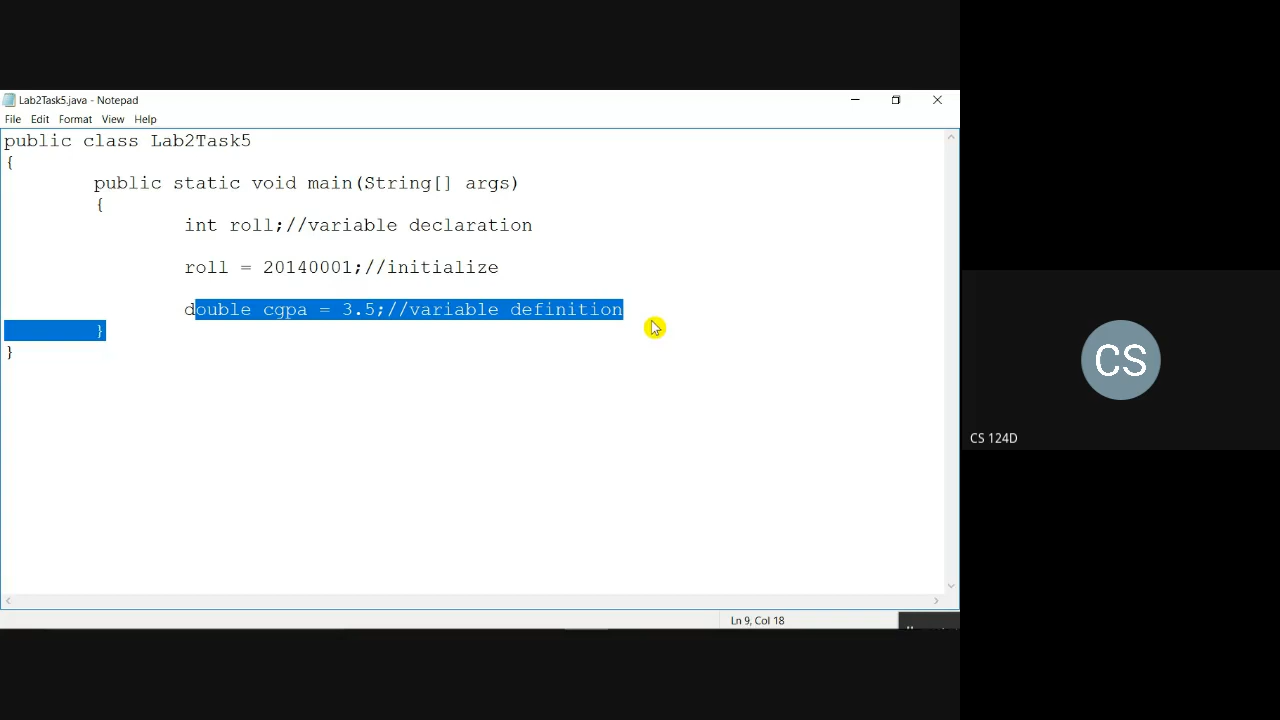 Lab2Task5.java - Notepad
File Edit Format View Help
public class Lab2Task5
{
public static void main(String[] args)
{
int roll;//variable declaration
roll = 20140001;//initialize
double cgpa = 3.5;//variable definition
}
}
CS
CS 124D
Ln 9, Col 18